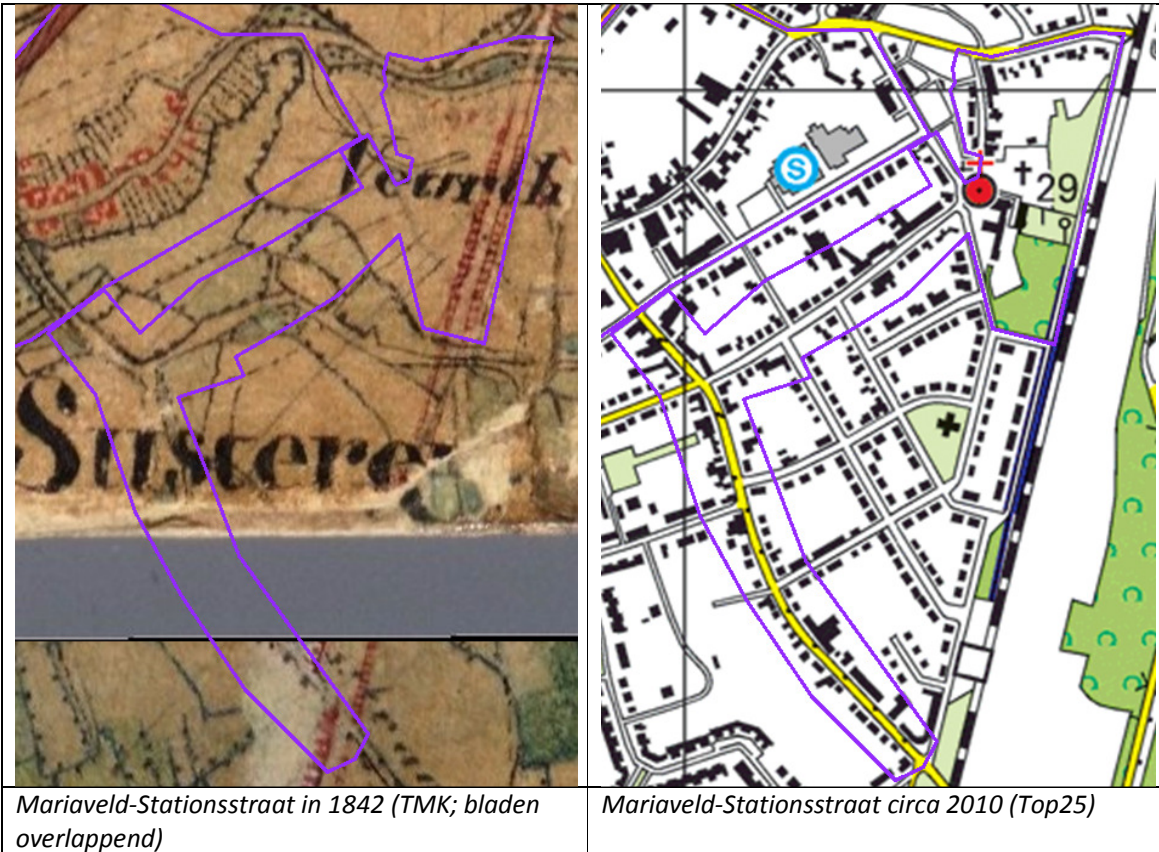 Susteren
S
29
Mariaveld-Stationsstraat in 1842 (TMK; bladen
overlappend)
Mariaveld-Stationsstraat circa 2010 (Top25)